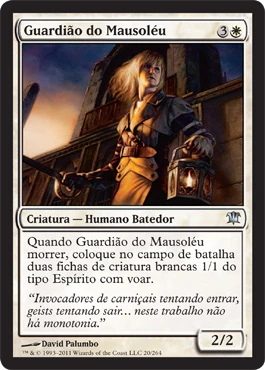 Guardião do Mausoléu 3
Criatura — Humano Batedor
Quando Guardião do Mausoléu
morrer, coloque no campo de batalha
duas fichas de criatura brancas 1/1 do
tipo Espírito com voar.
“Invocadores de carniçais tentando entrar,
geists tentando sair... neste trabalho não
há monotonia.”
2/2
David Palumbo
™ & © 1993-2011 Wizards of the Coast LLC 20/264